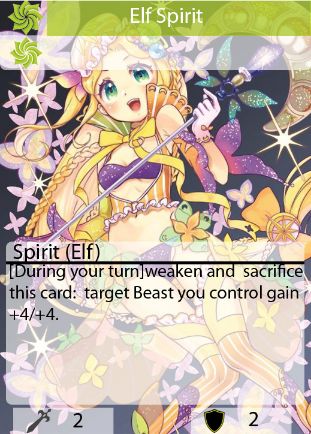 Elf Spirit
Spirit (Elf)
[During your turn]weaken and sacrifice
this card: target Beast you control gain
+4/+4.
2
2